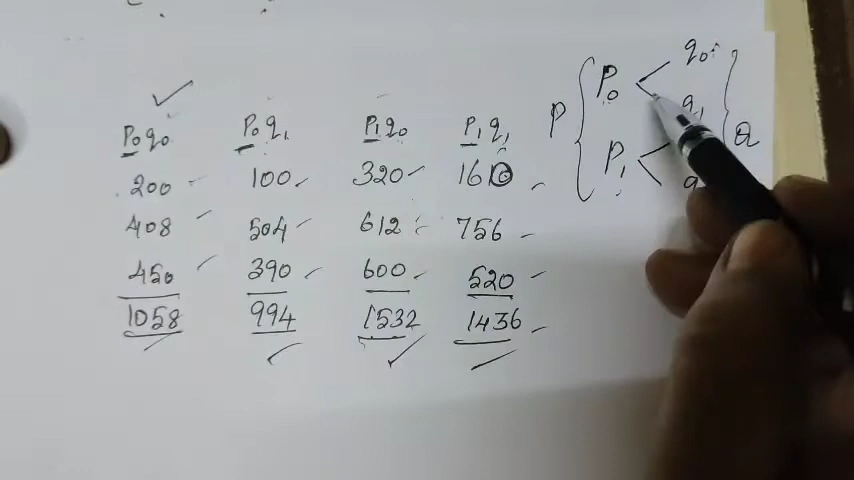 P { P₀ < q₀ q₁ } Q
P₁ < q
P₀q₀ P₀q₁ P₁q₀ P₁q₁
200 100 320 160
408 504 612 756
450 390 600 520
1058 994 1532 1436